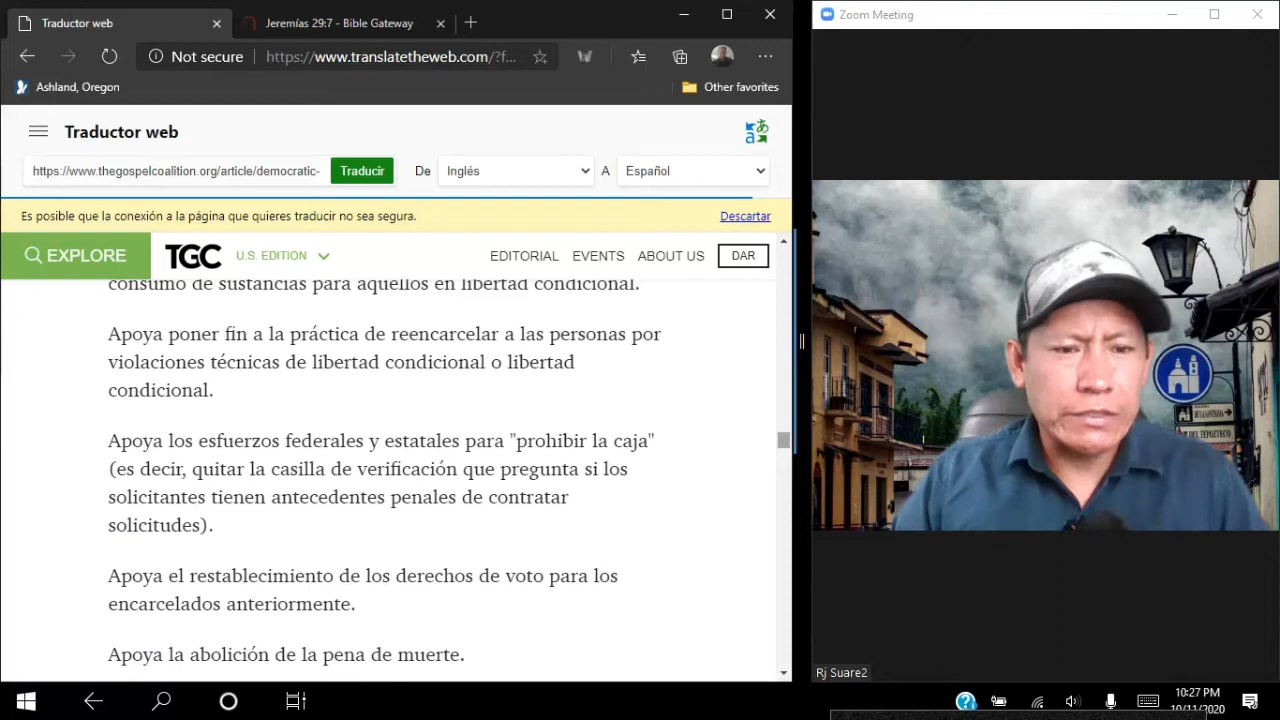 Traductor web
Jeremías 29:7 - Bible Gateway
Zoom Meeting
Not secure
https://www.translatetheweb.com/?f...
Ashland, Oregon
Other favorites
Traductor web
https://www.thegospelcoalition.org/article/democratic-
Traducir
De
Inglés
A
Español
Es posible que la conexión a la página que quieres traducir no sea segura.
Descartar
EXPLORE
TGC
U.S. EDITION
EDITORIAL
EVENTS
ABOUT US
DAR
consumo de sustancias para aquellos en libertad condicional.
Apoya poner fin a la práctica de reencarcelar a las personas por
violaciones técnicas de libertad condicional o libertad
condicional.
Apoya los esfuerzos federales y estatales para "prohibir la caja"
(es decir, quitar la casilla de verificación que pregunta si los
solicitantes tienen antecedentes penales de contratar
solicitudes).
Apoya el restablecimiento de los derechos de voto para los
encarcelados anteriormente.
Apoya la abolición de la pena de muerte.
Rj Suare2
10:27 PM
10/11/2020